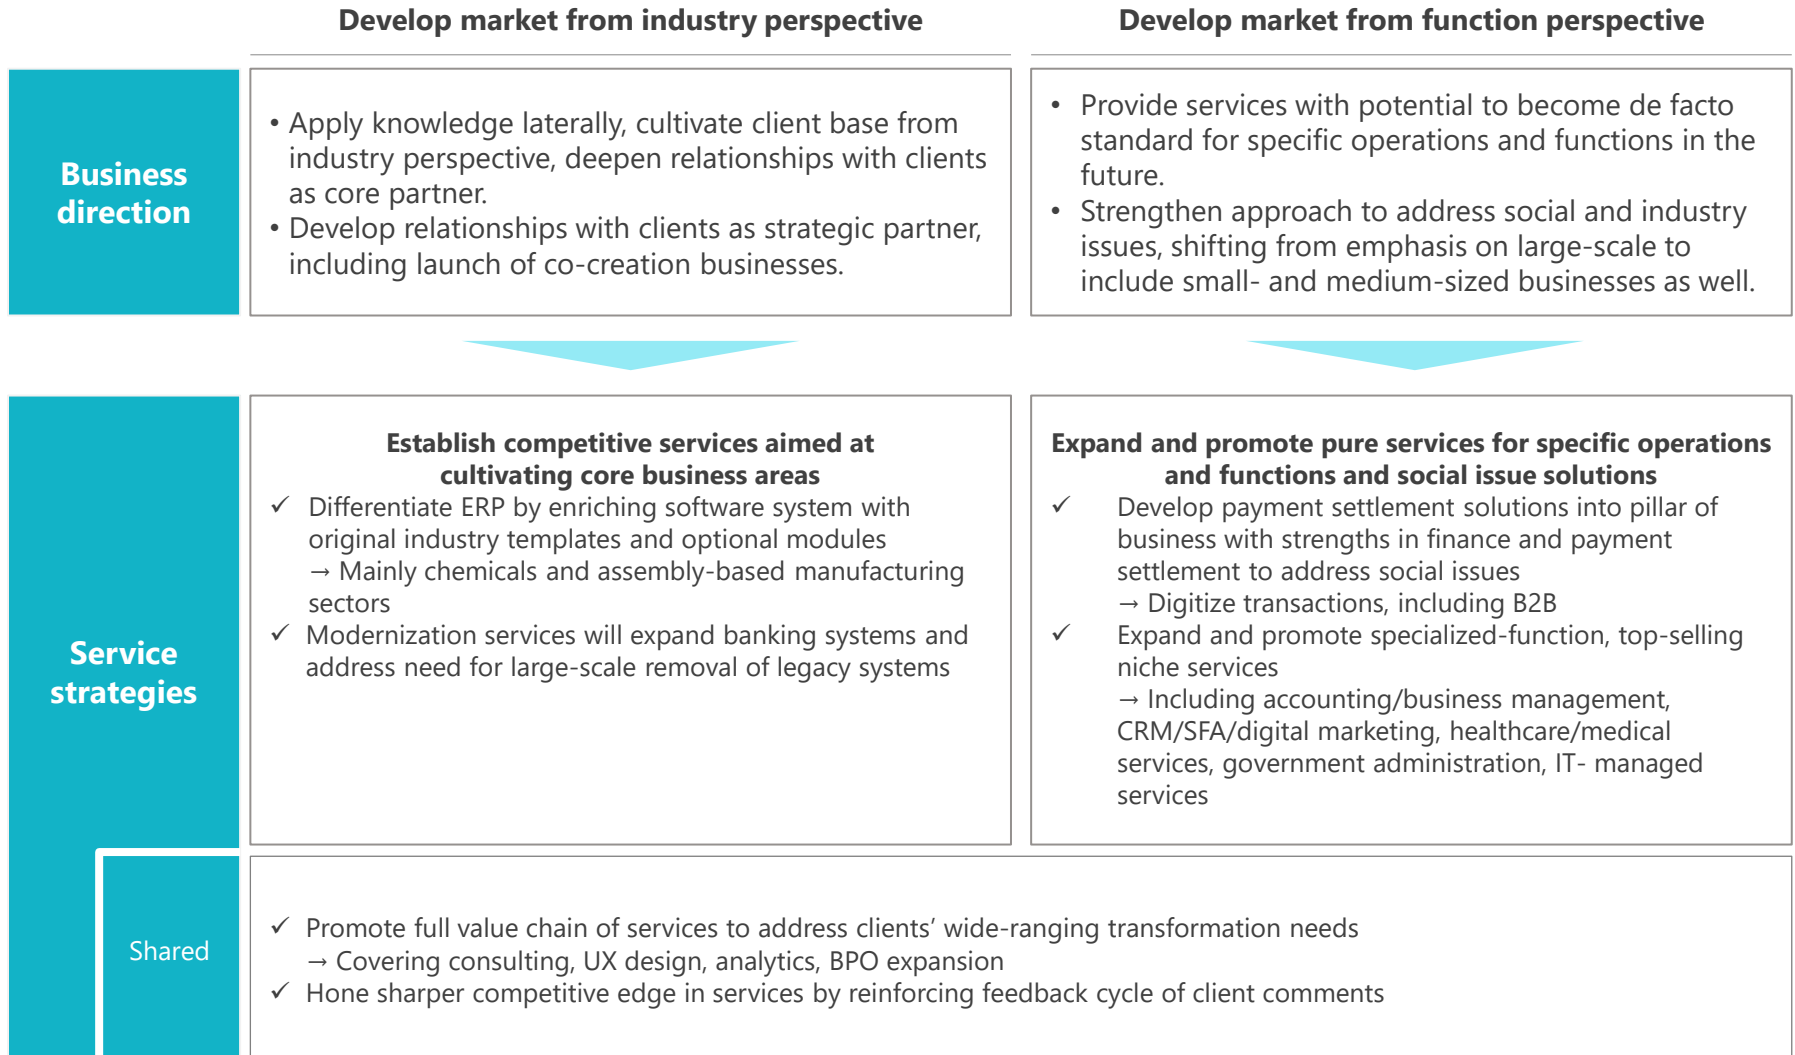 Develop market from industry perspective
Develop market from function perspective
Business
direction
• Apply knowledge laterally, cultivate client base from
industry perspective, deepen relationships with clients
as core partner.
• Develop relationships with clients as strategic partner,
including launch of co-creation businesses.
• Provide services with potential to become de facto
standard for specific operations and functions in the
future.
• Strengthen approach to address social and industry
issues, shifting from emphasis on large-scale to
include small- and medium-sized businesses as well.
Service
strategies
Establish competitive services aimed at
cultivating core business areas
✓ Differentiate ERP by enriching software system with
original industry templates and optional modules
→ Mainly chemicals and assembly-based manufacturing
sectors
✓ Modernization services will expand banking systems and
address need for large-scale removal of legacy systems
Expand and promote pure services for specific operations
and functions and social issue solutions
✓ Develop payment settlement solutions into pillar of
business with strengths in finance and payment
settlement to address social issues
→ Digitize transactions, including B2B
✓ Expand and promote specialized-function, top-selling
niche services
→ Including accounting/business management,
CRM/SFA/digital marketing, healthcare/medical
services, government administration, IT- managed
services
Shared
✓ Promote full value chain of services to address clients’ wide-ranging transformation needs
→ Covering consulting, UX design, analytics, BPO expansion
✓ Hone sharper competitive edge in services by reinforcing feedback cycle of client comments